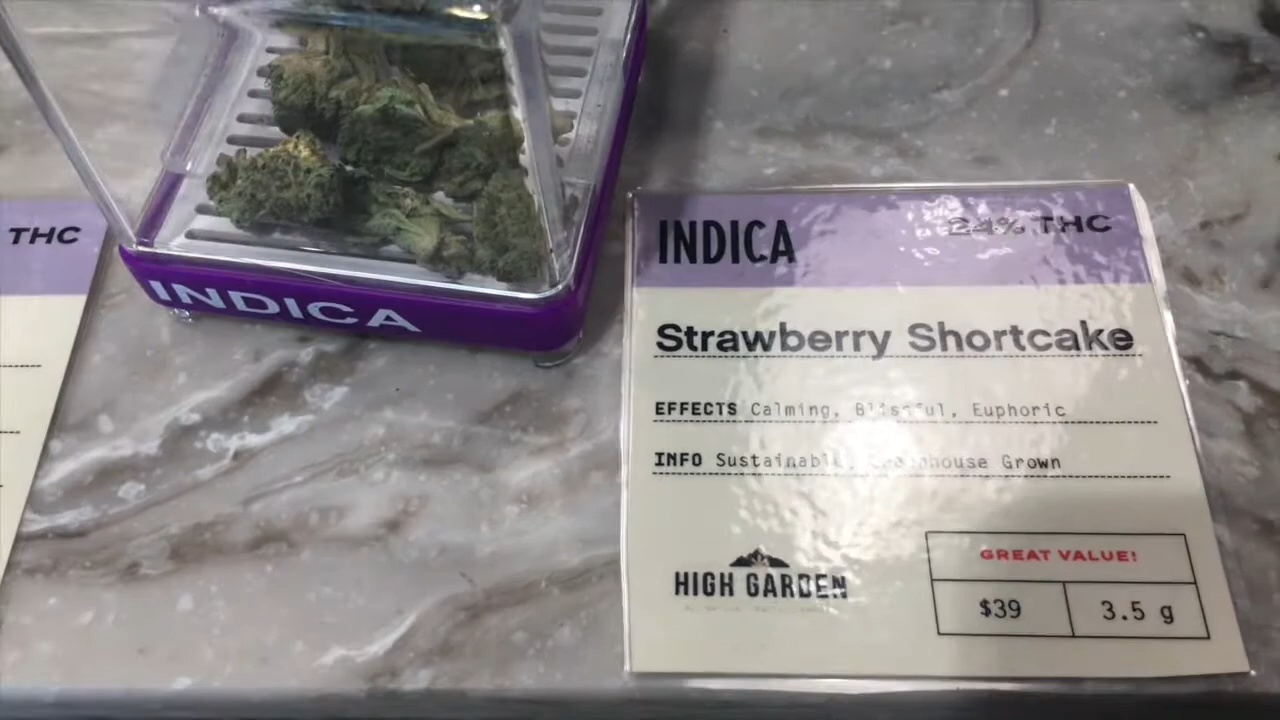 THC
INDICA
INDICA
24% THC
Strawberry Shortcake
EFFECTS Calming, Blissful, Euphoric
INFO Sustainable, Greenhouse Grown
HIGH GARDEN
GREAT VALUE!
$39
3.5 g